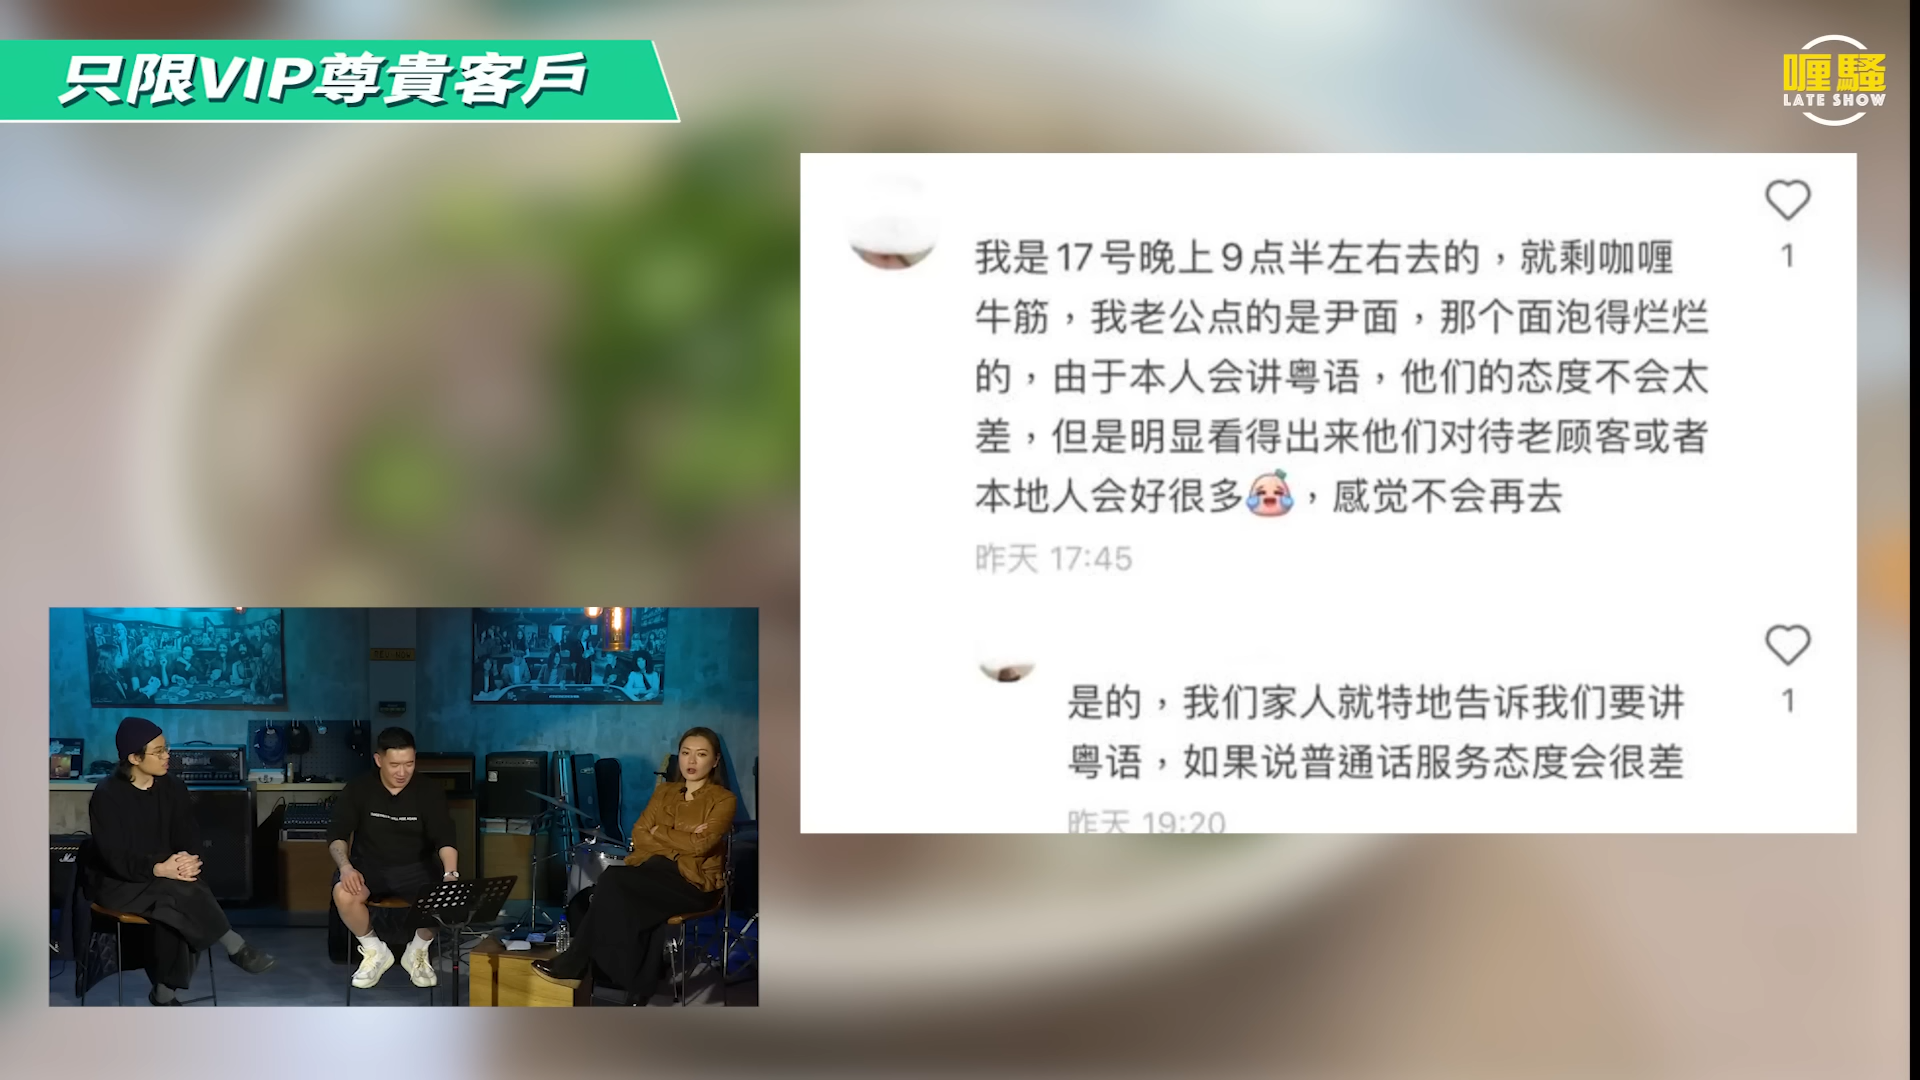 只限VIP尊貴客戶
喱騷
LATE SHOW
我是17号晚上9点半左右去的，就剩咖喱
牛筋，我老公点的是尹面，那个面泡得烂烂
的，由于本人会讲粤语，他们的态度不会太
差，但是明显看得出来他们对待老顾客或者
本地人会好很多，感觉不会再去
昨天 17:45
1
是的，我们家人就特地告诉我们要讲
粤语，如果说普通话服务态度会很差
昨天 19:20
1